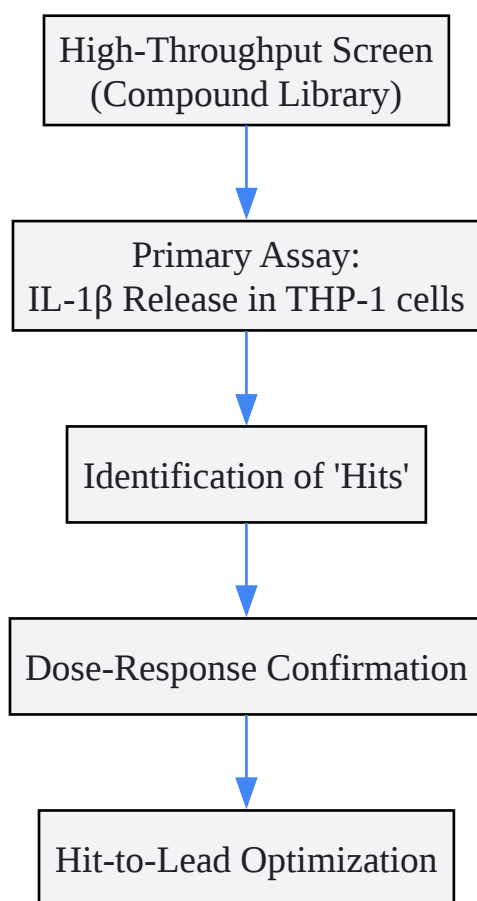 High-Throughput Screen
(Compound Library)
Primary Assay:
IL-1β Release in THP-1 cells
Identification of 'Hits'
Dose-Response Confirmation
Hit-to-Lead Optimization